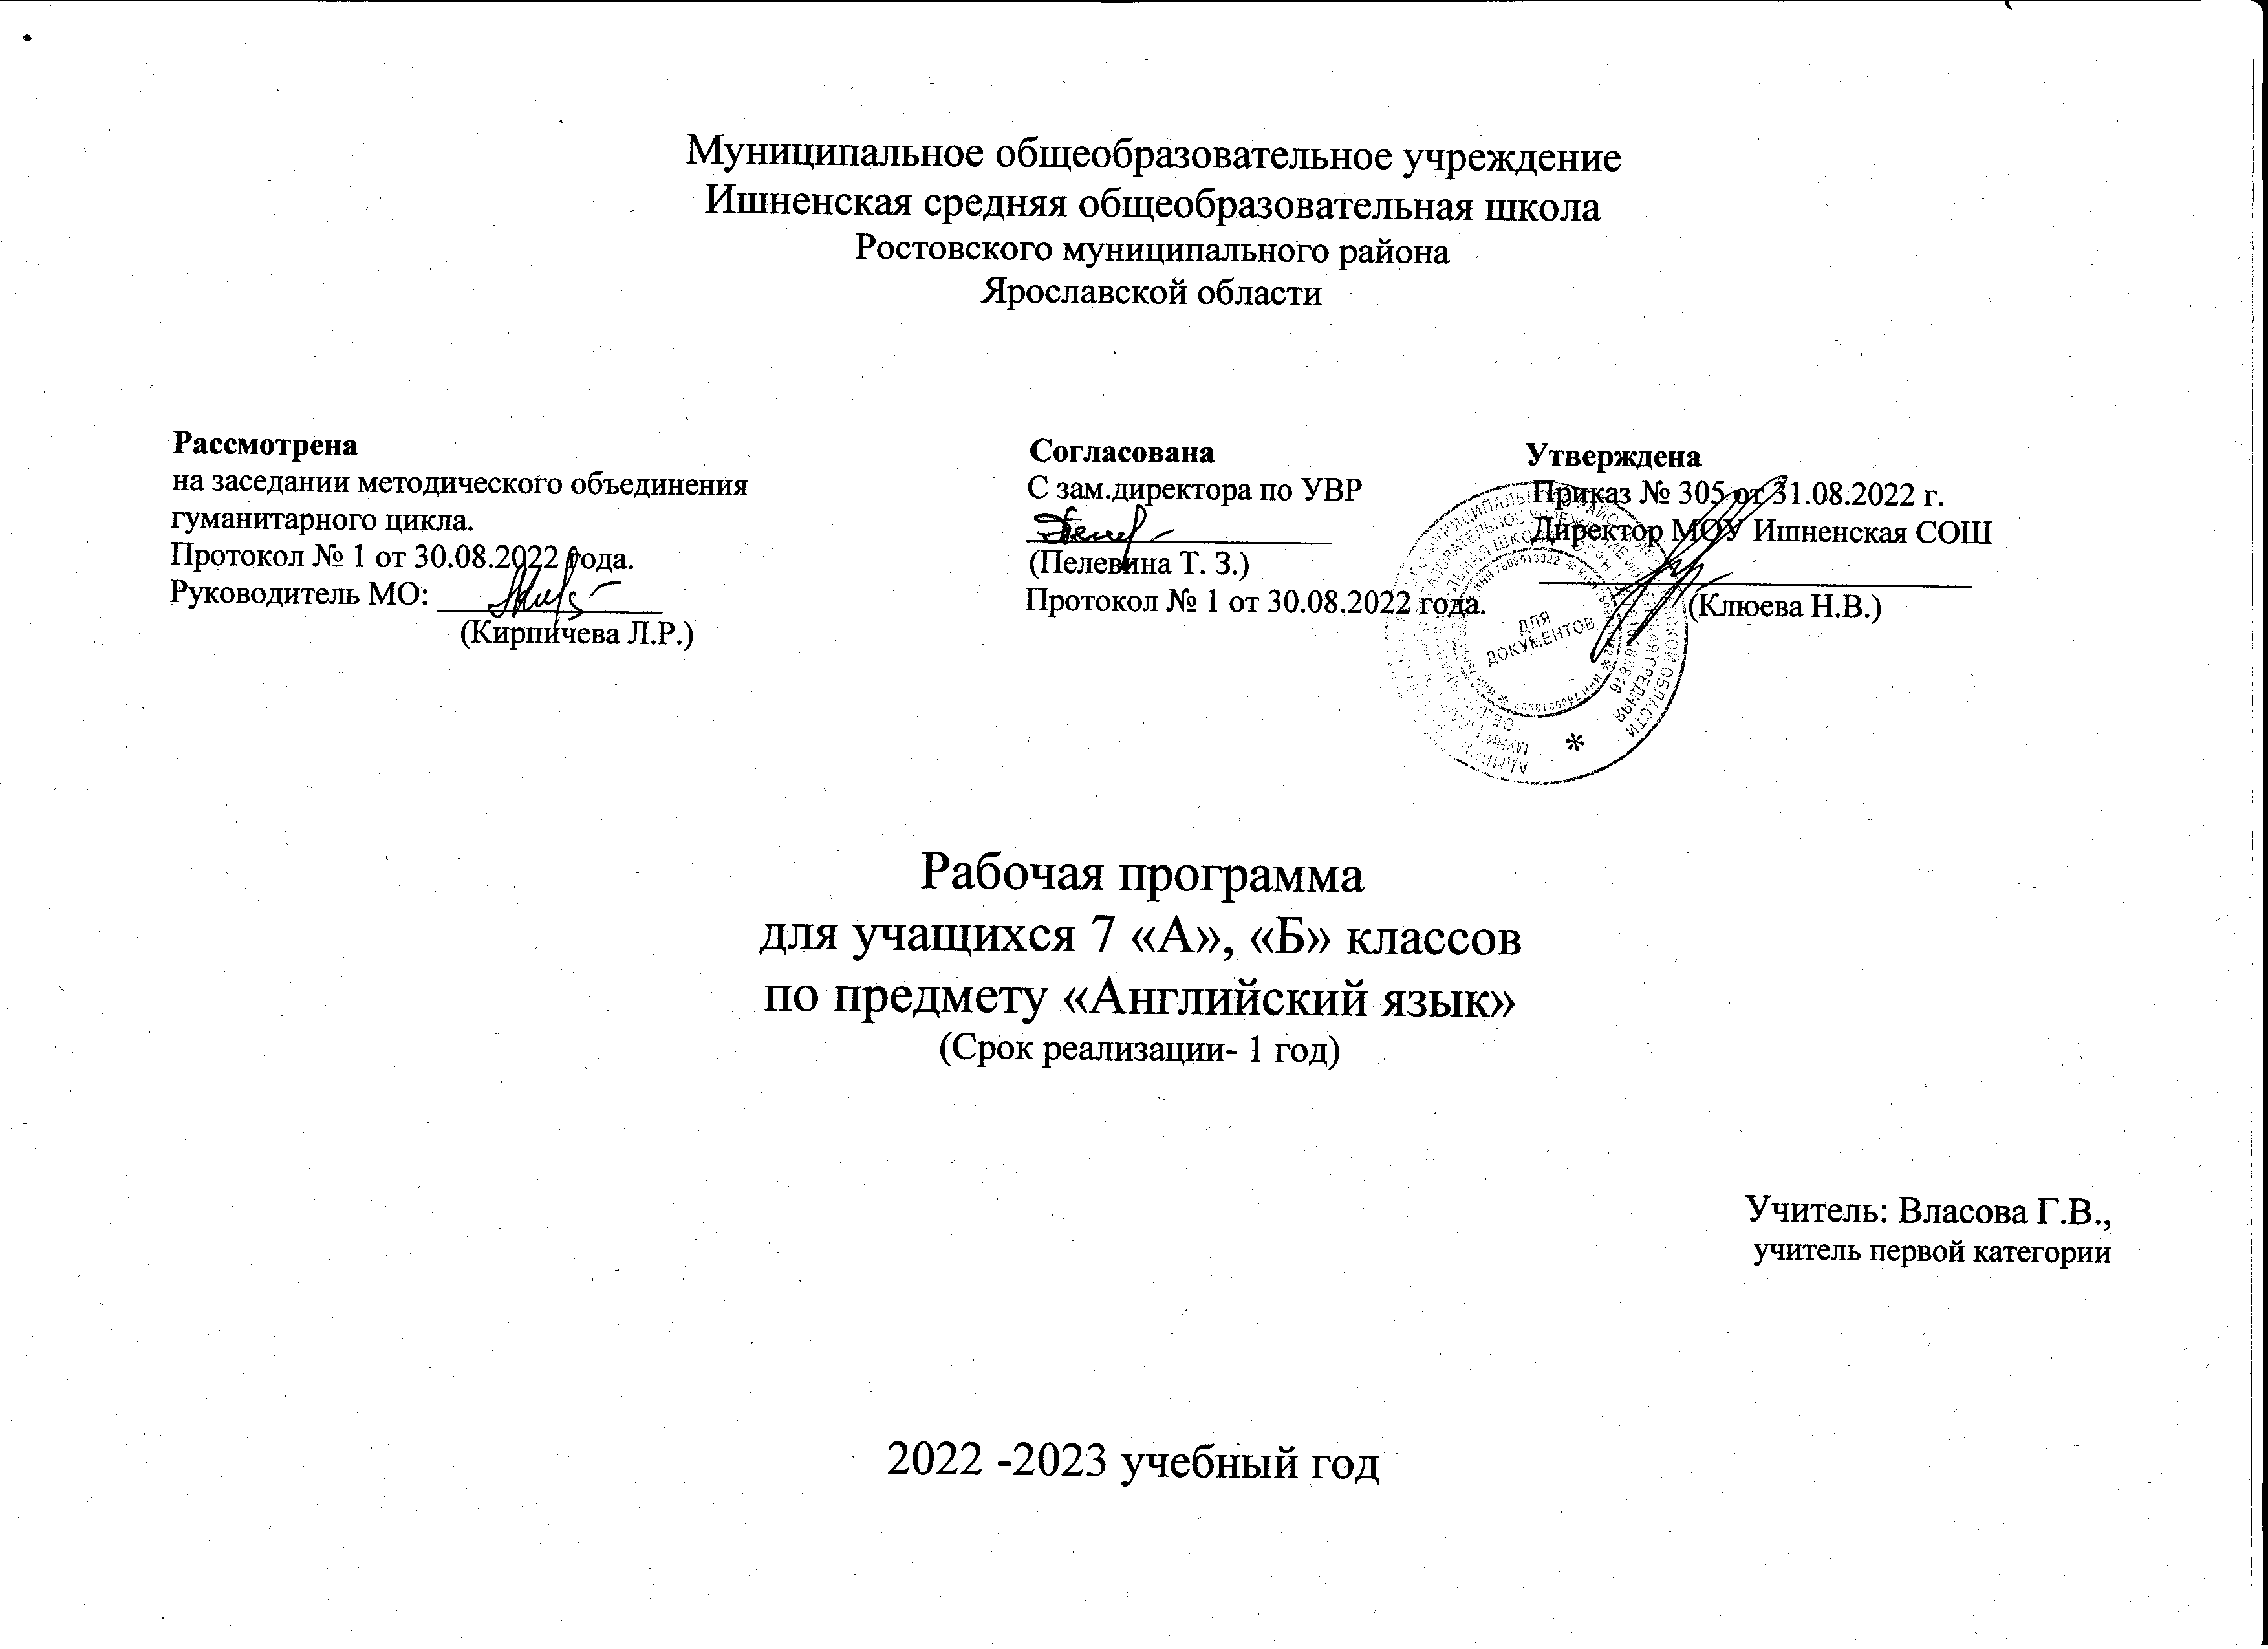 Муниципальное общеобразовательное учреждение
Ишненская средняя общеобразовательная школа
Ростовского муниципального района
Ярославской области
Рассмотрена
на заседании методического объединения
гуманитарного цикла.
Протокол № 1 от 30.08.2022 года.
Руководитель МО:
(Кирпичева Л.Р.)
Согласована
С зам.директора по УВР
(Пелевина Т. З.)
Протокол № 1 от 30.08.2022 года.
Утверждена
Приказ № 305 от 31.08.2022 г.
Директор МОУ Ишненская СОШ
(Клюева Н.В.)
ДЛЯ
ДОКУМЕНТОВ
Рабочая программа
для учащихся 7 «А», «Б» классов
по предмету «Английский язык»
(Срок реализации- 1 год)
Учитель: Власова Г.В.,
учитель первой категории
2022 -2023 учебный год